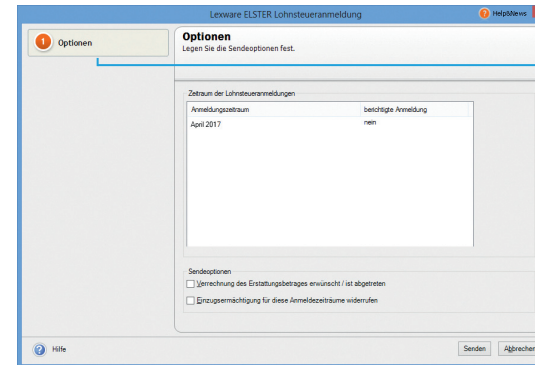 Lexware ELSTER Lohnsteueranmeldung
? Help&News
1 Optionen
Optionen
Legen Sie die Sendeoptionen fest.
Zeitraum der Lohnsteueranmeldungen
Anmeldungszeitraum berichtigte Anmeldung
April 2017 nein
Sendeoptionen
Verrechnung des Erstattungsbetrages erwünscht / ist abgetreten
Einzugsermächtigung für diese Anmeldezeiträume widerrufen
? Hilfe
Senden
Abbrechen